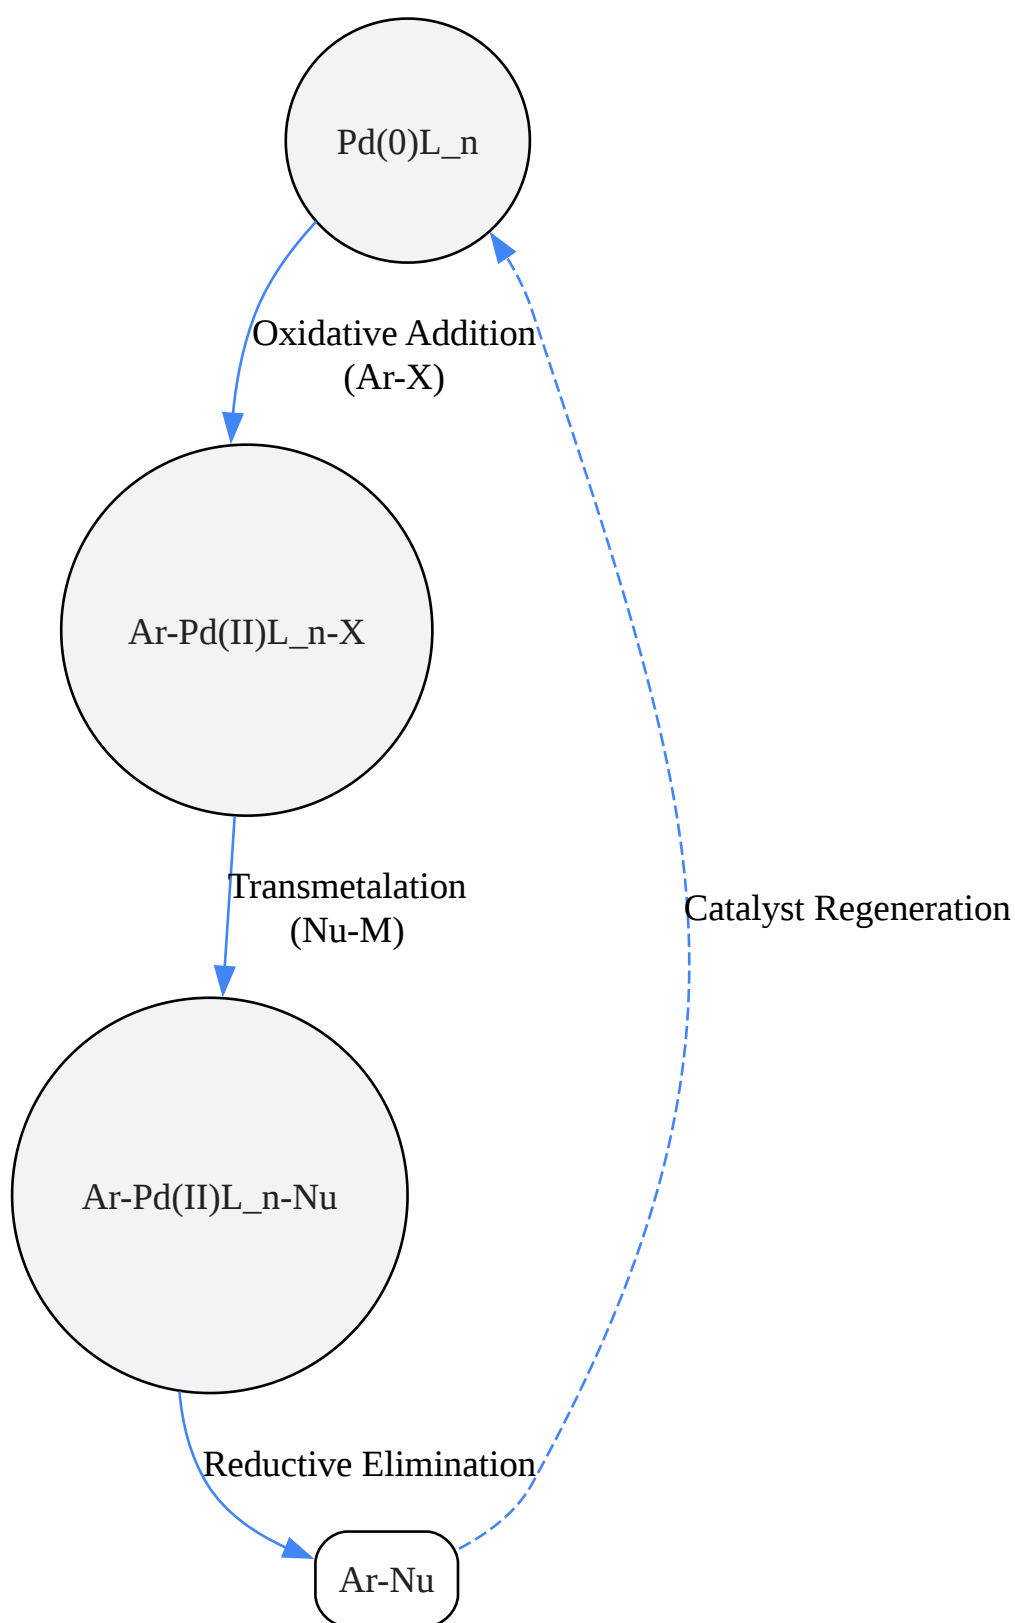 Pd(0)L_n
Oxidative Addition
(Ar-X)
Ar-Pd(II)L_n-X
Transmetalation
(Nu-M)
Catalyst Regeneration
Ar-Pd(II)L_n-Nu
Reductive Elimination
Ar-Nu